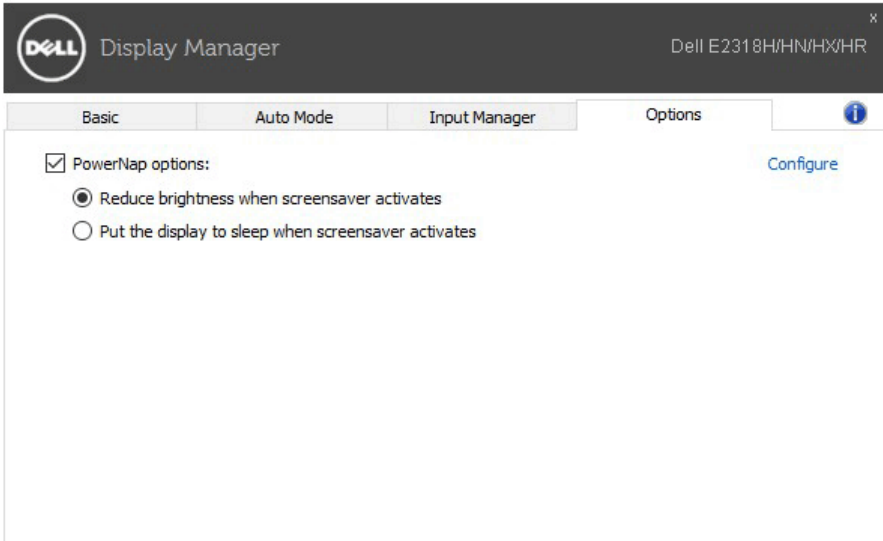 x
DELL Display Manager Dell E2318H/HN/HX/HR
Basic Auto Mode Input Manager Options i
PowerNap options: Configure
Reduce brightness when screensaver activates
Put the display to sleep when screensaver activates